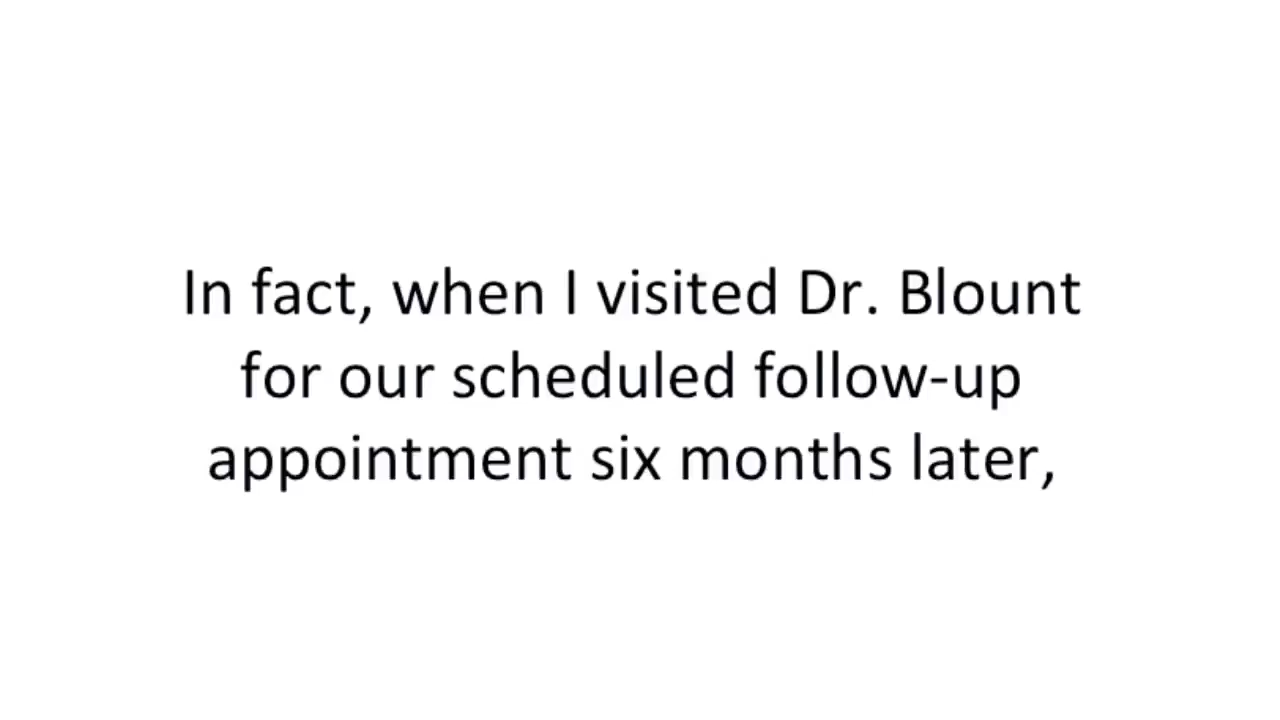 In fact, when I visited Dr. Blount
for our scheduled follow-up
appointment six months later,